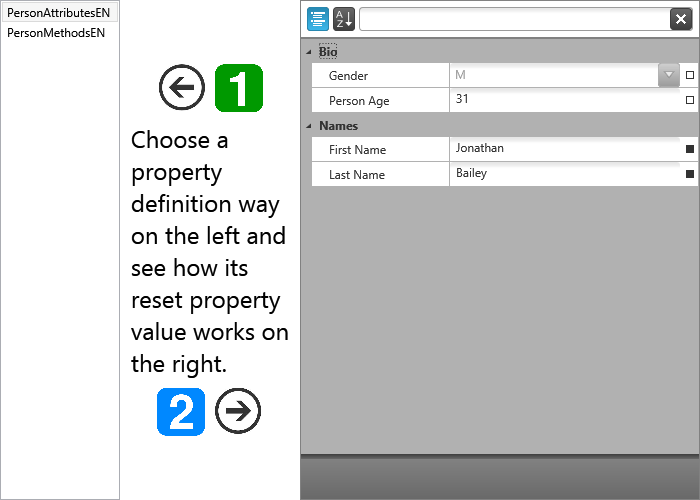 PersonAttributesEN
PersonMethodsEN
1
Choose a
property
definition way
on the left and
see how its
reset property
value works on
the right.
2
A Z
Bio
Gender M
Person Age 31
Names
First Name Jonathan
Last Name Bailey